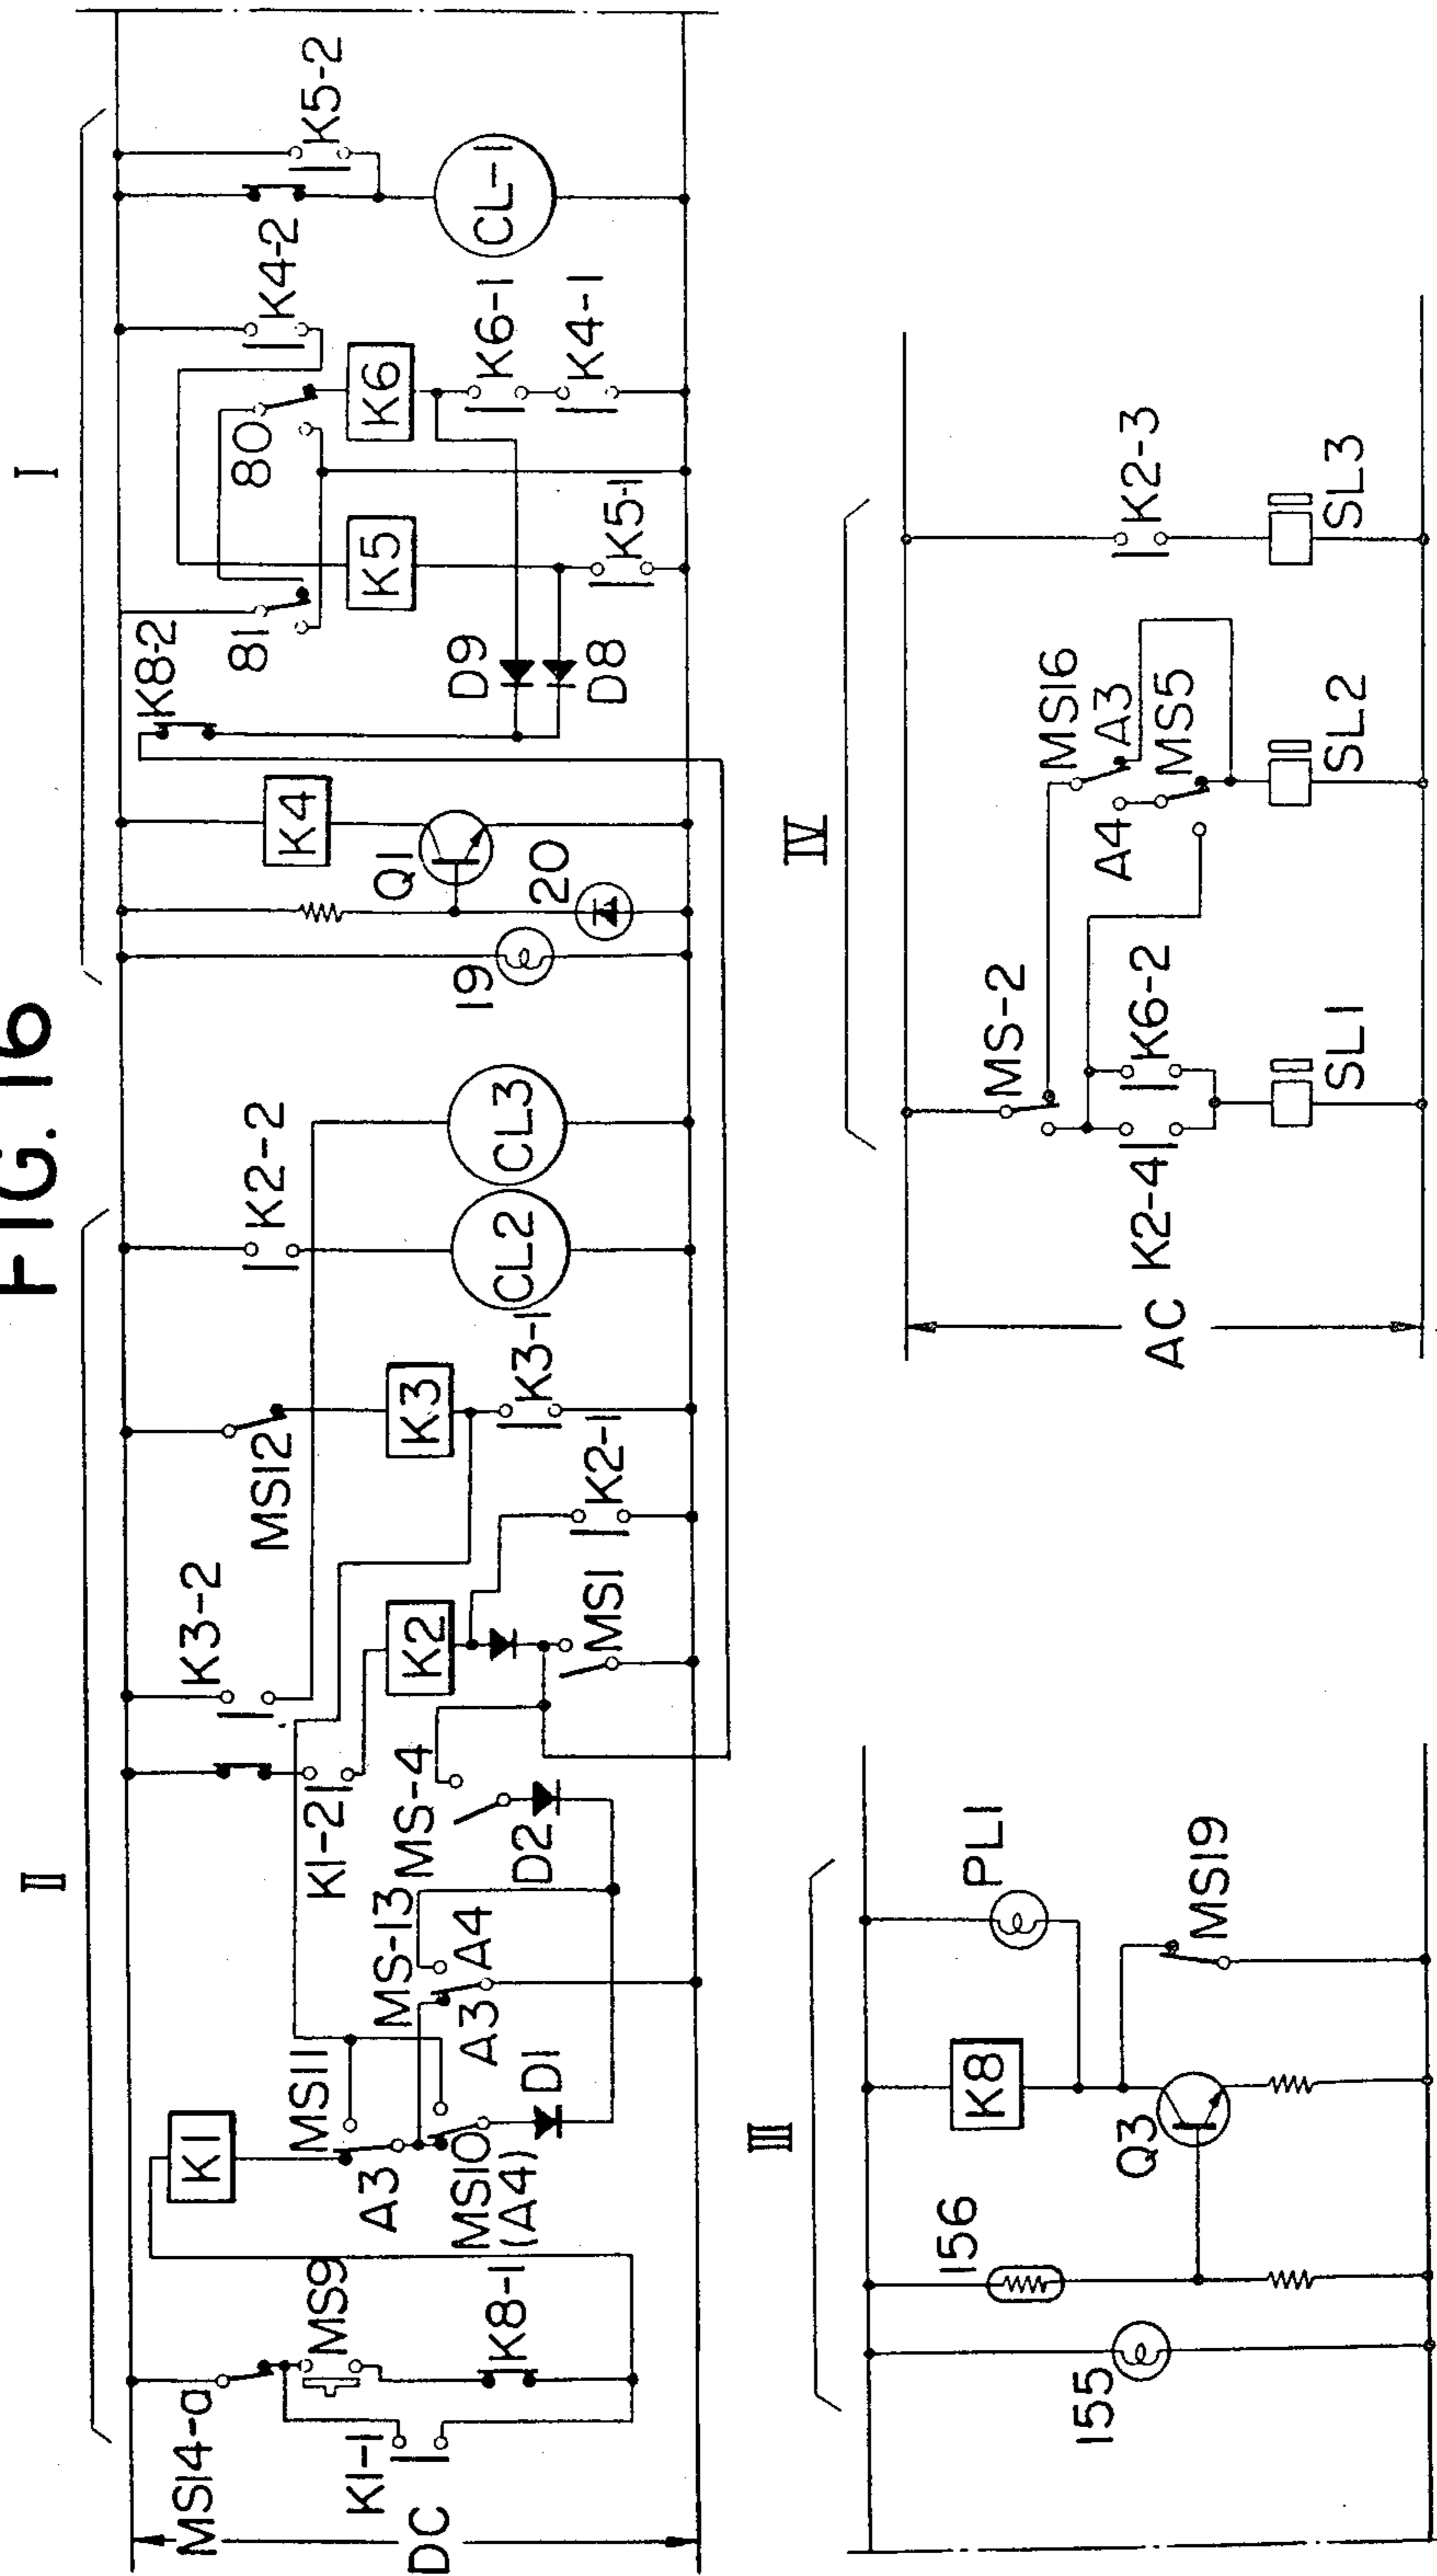 FIG. 16
II
I
MS14-a
MS9
K1-1
K8-1
DC
K1
MS11
A3
MS10
(A4)
D1
MS-13
A3
A4
MS-4
D2
K1-2
K3-2
K2
MS1
K2-1
MS12
K3
K3-1
K2-2
CL2
CL3
19
20
Q1
K4
K8-2
81
D9
D8
K5
K5-1
80
K6
K4-2
K6-1
K4-1
K5-2
CL-1
III
155
156
Q3
K8
PL1
MS19
IV
AC
MS-2
K2-4
K6-2
SL1
MS16
A3
A4
MS5
SL2
K2-3
SL3